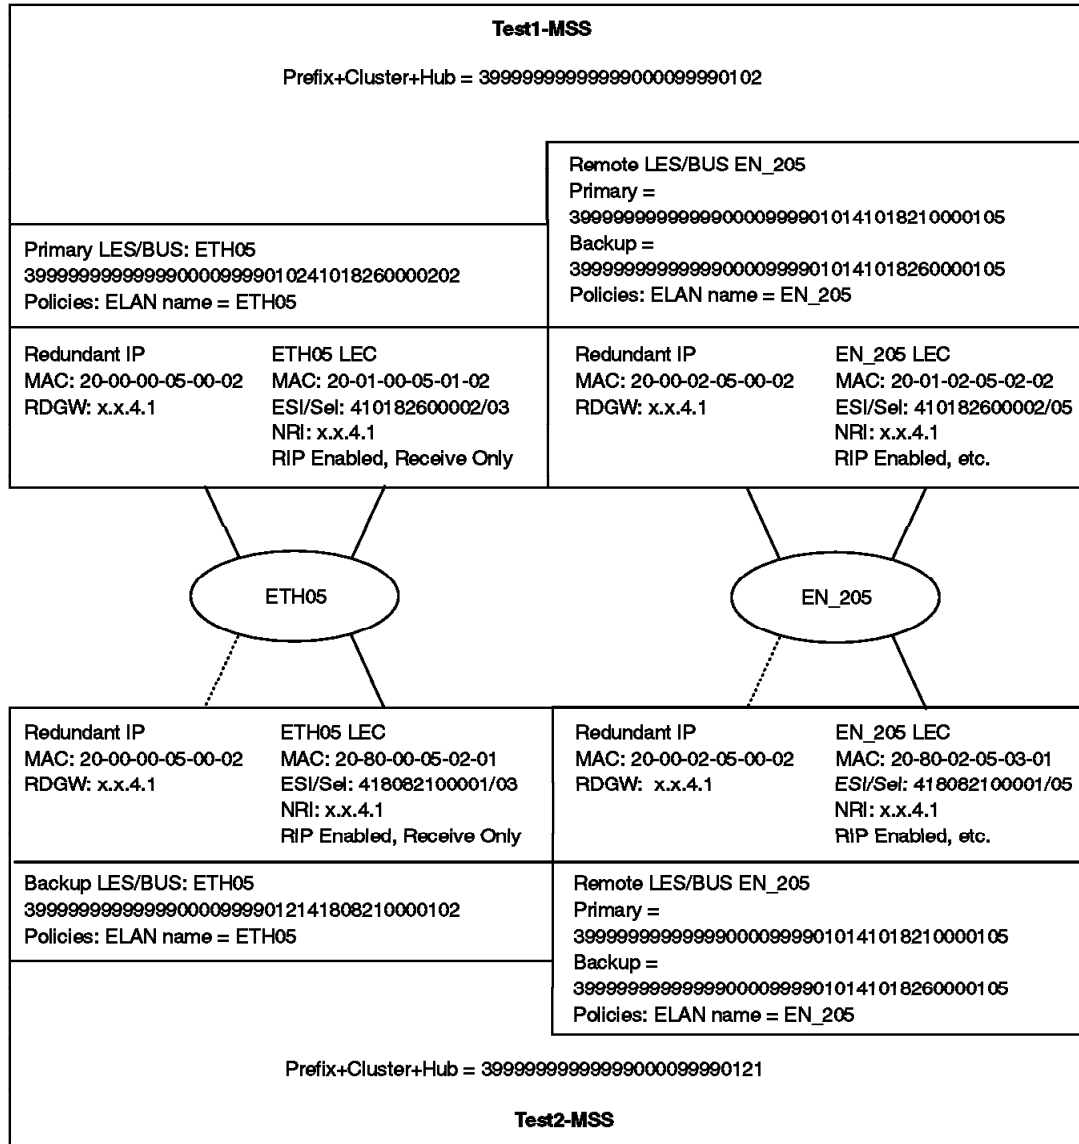 Test1-MSS
Prefix+Cluster+Hub = 39999999999999000099990102
Remote LES/BUS EN_205
Primary =
3999999999999900009999010141018210000105
Backup =
3999999999999900009999010141018260000105
Policies: ELAN name = EN_205
Primary LES/BUS: ETH05
3999999999999900009999010241018260000202
Policies: ELAN name = ETH05
Redundant IP
MAC: 20-00-00-05-00-02
RDGW: x.x.4.1
ETH05 LEC
MAC: 20-01-00-05-01-02
ESI/Sel: 410182600002/03
NRI: x.x.4.1
RIP Enabled, Receive Only
Redundant IP
MAC: 20-00-02-05-00-02
RDGW: x.x.4.1
EN_205 LEC
MAC: 20-01-02-05-02-02
ESI/Sel: 410182600002/05
NRI: x.x.4.1
RIP Enabled, etc.
ETH05
EN_205
Redundant IP
MAC: 20-00-00-05-00-02
RDGW: x.x.4.1
ETH05 LEC
MAC: 20-80-00-05-02-01
ESI/Sel: 418082100001/03
NRI: x.x.4.1
RIP Enabled, Receive Only
Redundant IP
MAC: 20-00-02-05-00-02
RDGW: x.x.4.1
EN_205 LEC
MAC: 20-80-02-05-03-01
ESI/Sel: 418082100001/05
NRI: x.x.4.1
RIP Enabled, etc.
Backup LES/BUS: ETH05
3999999999999900009999012141808210000102
Policies: ELAN name = ETH05
Remote LES/BUS EN_205
Primary =
3999999999999900009999010141018210000105
Backup =
3999999999999900009999010141018260000105
Policies: ELAN name = EN_205
Prefix+Cluster+Hub = 39999999999999000099990121
Test2-MSS